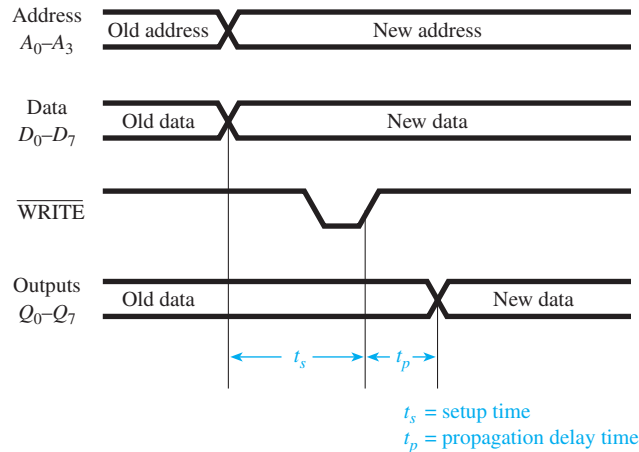 Address
A₀–A₃
Old address
New address
Data
D₀–D₇
Old data
New data
W̅R̅I̅T̅E̅
Outputs
Q₀–Q₇
Old data
New data
tₛ
tₚ
tₛ = setup time
tₚ = propagation delay time